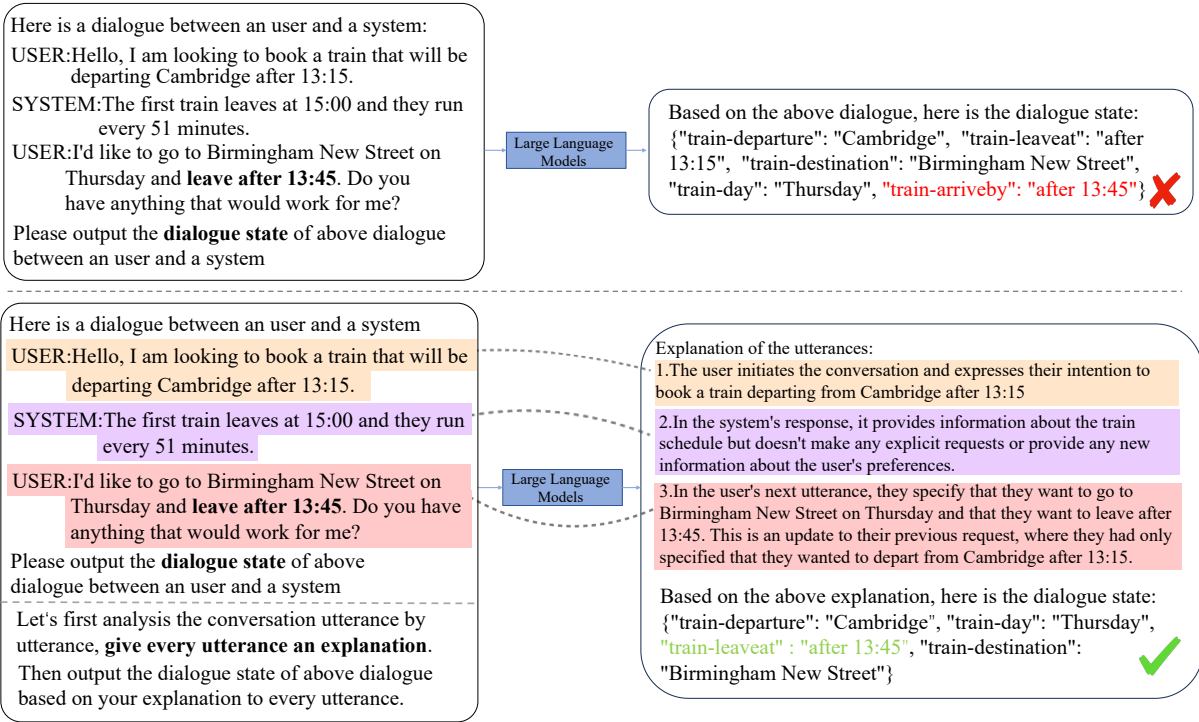 Here is a dialogue between an user and a system:
USER:Hello, I am looking to book a train that will be
departing Cambridge after 13:15.
SYSTEM:The first train leaves at 15:00 and they run
every 51 minutes.
USER:I'd like to go to Birmingham New Street on
Thursday and leave after 13:45. Do you
have anything that would work for me?
Please output the dialogue state of above dialogue
between an user and a system
Large Language
Models
Based on the above dialogue, here is the dialogue state:
{"train-departure": "Cambridge", "train-leaveat": "after
13:15", "train-destination": "Birmingham New Street",
"train-day": "Thursday", "train-arriveby": "after 13:45"}
Here is a dialogue between an user and a system
USER:Hello, I am looking to book a train that will be
departing Cambridge after 13:15.
SYSTEM:The first train leaves at 15:00 and they run
every 51 minutes.
USER:I'd like to go to Birmingham New Street on
Thursday and leave after 13:45. Do you have
anything that would work for me?
Please output the dialogue state of above
dialogue between an user and a system
Let's first analysis the conversation utterance by
utterance, give every utterance an explanation.
Then output the dialogue state of above dialogue
based on your explanation to every utterance.
Large Language
Models
Explanation of the utterances:
1.The user initiates the conversation and expresses their intention to
book a train departing from Cambridge after 13:15
2.In the system's response, it provides information about the train
schedule but doesn't make any explicit requests or provide any new
information about the user's preferences.
3.In the user's next utterance, they specify that they want to go to
Birmingham New Street on Thursday and that they want to leave after
13:45. This is an update to their previous request, where they had only
specified that they wanted to depart from Cambridge after 13:15.
Based on the above explanation, here is the dialogue state:
{"train-departure": "Cambridge", "train-day": "Thursday",
"train-leaveat" : "after 13:45", "train-destination":
"Birmingham New Street"}